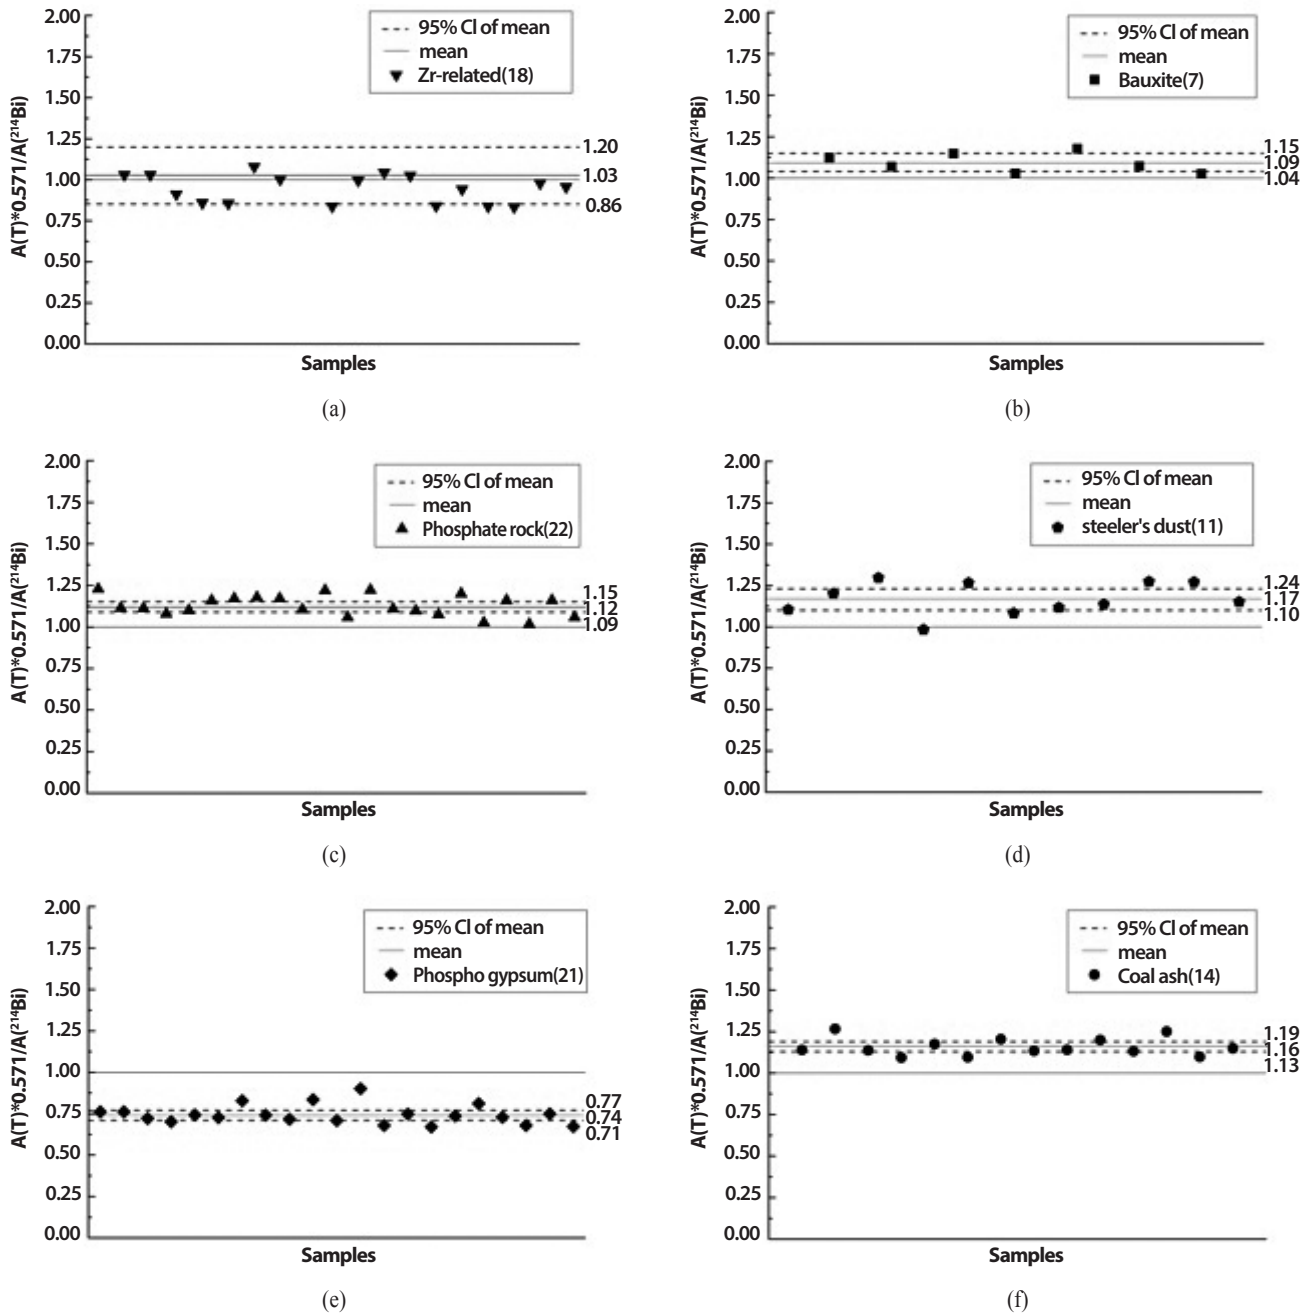 2.00
1.75
1.50
1.25
1.00
0.75
0.50
0.25
0.00
A(T)*0.571/A(²¹⁴Bi)
95% CI of mean
mean
Zr-related(18)
1.20
1.03
0.86
Samples
(a)
2.00
1.75
1.50
1.25
1.00
0.75
0.50
0.25
0.00
A(T)*0.571/A(²¹⁴Bi)
95% CI of mean
mean
Bauxite(7)
1.15
1.09
1.04
Samples
(b)
2.00
1.75
1.50
1.25
1.00
0.75
0.50
0.25
0.00
A(T)*0.571/A(²¹⁴Bi)
95% CI of mean
mean
Phosphate rock(22)
1.15
1.12
1.09
Samples
(c)
2.00
1.75
1.50
1.25
1.00
0.75
0.50
0.25
0.00
A(T)*0.571/A(²¹⁴Bi)
95% CI of mean
mean
steeler's dust(11)
1.24
1.17
1.10
Samples
(d)
2.00
1.75
1.50
1.25
1.00
0.75
0.50
0.25
0.00
A(T)*0.571/A(²¹⁴Bi)
95% CI of mean
mean
Phospho gypsum(21)
0.77
0.74
0.71
Samples
(e)
2.00
1.75
1.50
1.25
1.00
0.75
0.50
0.25
0.00
A(T)*0.571/A(²¹⁴Bi)
95% CI of mean
mean
Coal ash(14)
1.19
1.16
1.13
Samples
(f)